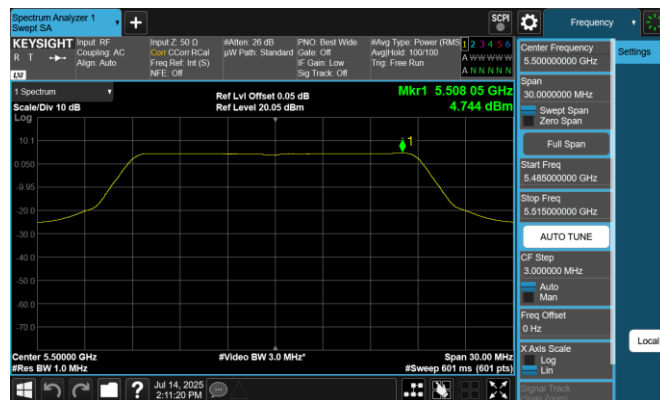 Spectrum Analyzer 1
Swept SA
SCPI
Frequency
KEYSIGHT
R T
LXI
Input: RF
Coupling: AC
Align: Auto
Input Z: 50 Ω
Corr CCorr RCal
Freq Ref: Int (S)
NFE: Off
#Atten: 26 dB
µW Path: Standard
PNO: Best Wide
Gate: Off
IF Gain: Low
Sig Track: Off
#Avg Type: Power (RMS
Avg|Hold: 100/100
Trig: Free Run
1 2 3 4 5 6
A W W W W W
A N N N N N
1 Spectrum
Scale/Div 10 dB
Log
Ref Lvl Offset 0.05 dB
Ref Level 20.05 dBm
Mkr1 5.508 05 GHz
4.744 dBm
1
10.1
0.050
-9.95
-20.0
-30.0
-40.0
-50.0
-60.0
-70.0
Center 5.50000 GHz
#Res BW 1.0 MHz
#Video BW 3.0 MHz*
Span 30.00 MHz
#Sweep 601 ms (601 pts)
Center Frequency
5.500000000 GHz
Span
30.0000000 MHz
Swept Span
Zero Span
Full Span
Start Freq
5.485000000 GHz
Stop Freq
5.515000000 GHz
AUTO TUNE
CF Step
3.000000 MHz
Auto
Man
Freq Offset
0 Hz
X Axis Scale
Log
Lin
Signal Track
(Span Zoom)
Settings
Local
?
Jul 14, 2025
2:11:20 PM